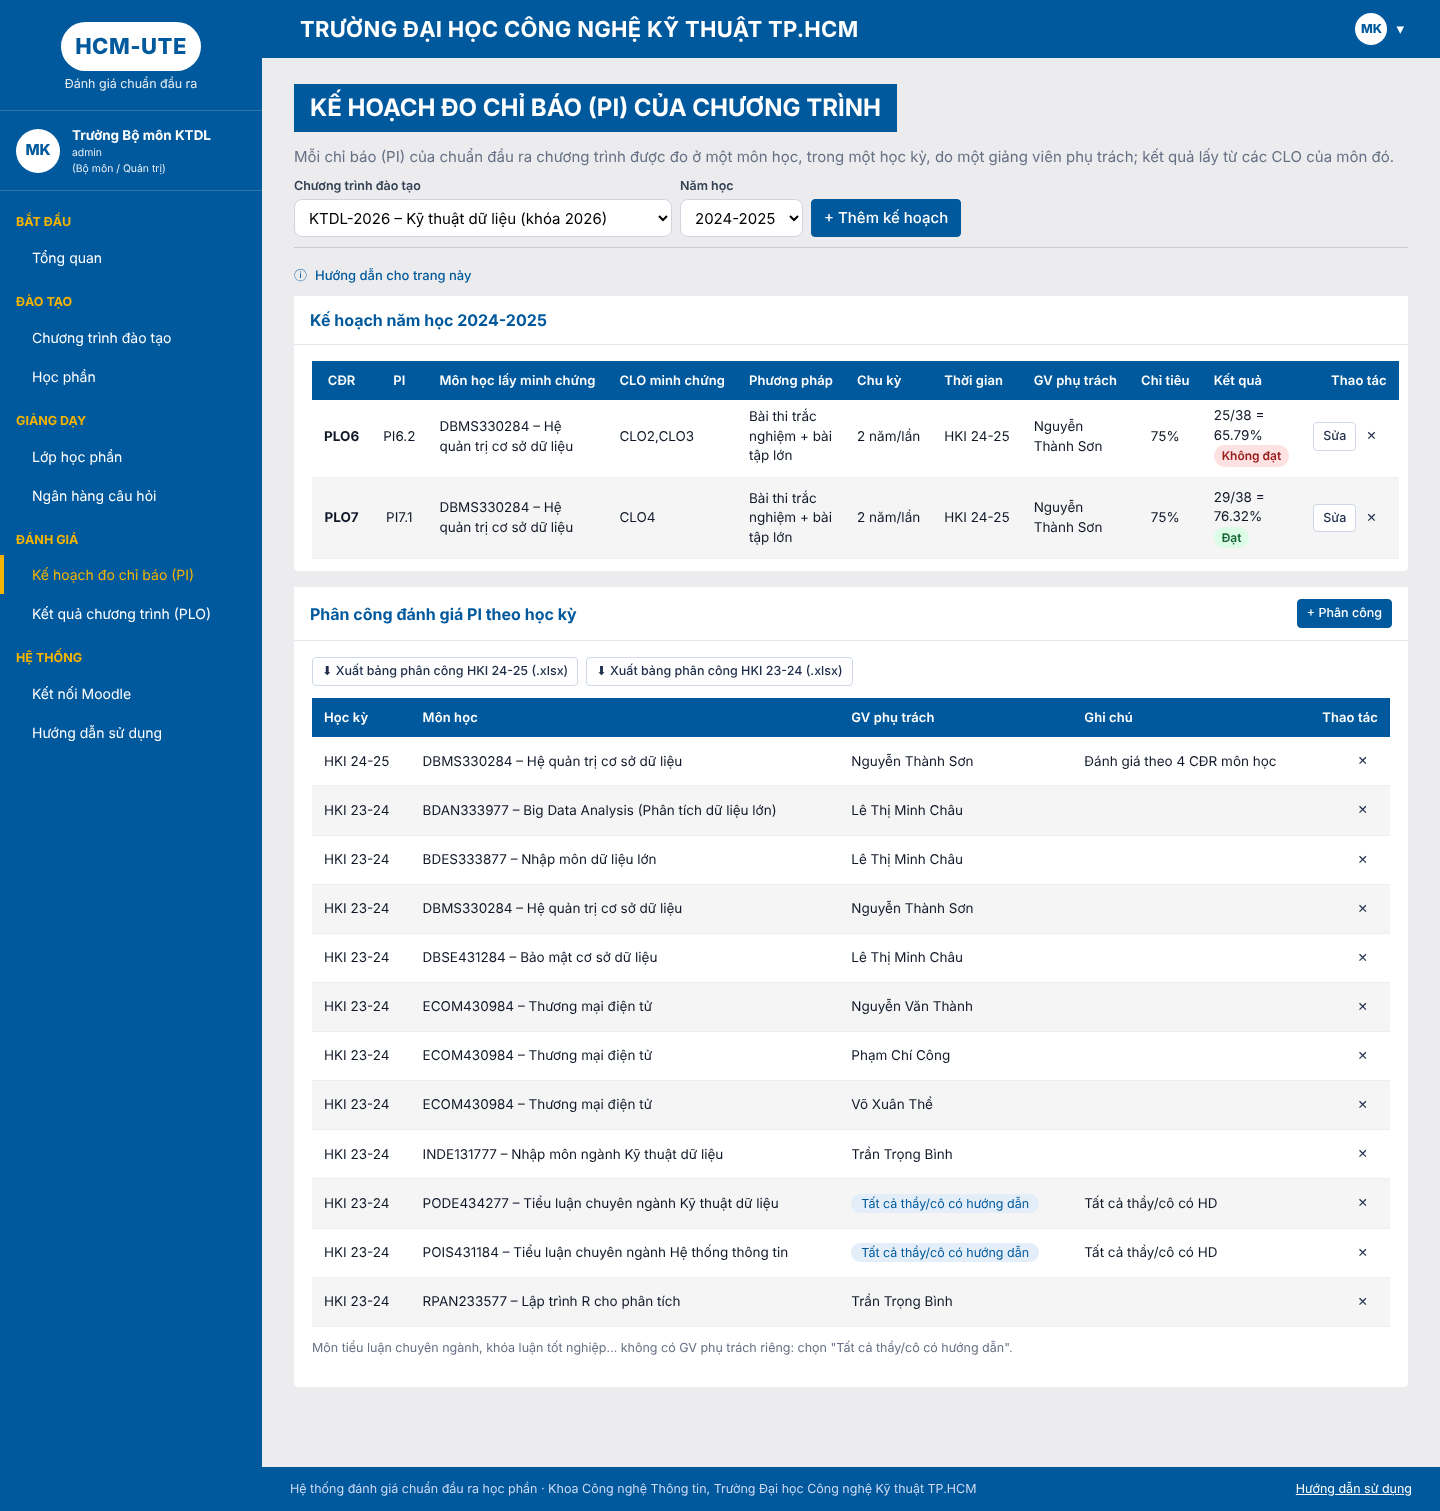 HCM-UTE
Đánh giá chuẩn đầu ra
MK
Trưởng Bộ môn KTDL
admin
(Bộ môn / Quản trị)
BẮT ĐẦU
Tổng quan
ĐÀO TẠO
Chương trình đào tạo
Học phần
GIẢNG DẠY
Lớp học phần
Ngân hàng câu hỏi
ĐÁNH GIÁ
Kế hoạch đo chỉ báo (PI)
Kết quả chương trình (PLO)
HỆ THỐNG
Kết nối Moodle
Hướng dẫn sử dụng
TRƯỜNG ĐẠI HỌC CÔNG NGHỆ KỸ THUẬT TP.HCM
MK ▾
KẾ HOẠCH ĐO CHỈ BÁO (PI) CỦA CHƯƠNG TRÌNH
Mỗi chỉ báo (PI) của chuẩn đầu ra chương trình được đo ở một môn học, trong một học kỳ, do một giảng viên phụ trách; kết quả lấy từ các CLO của môn đó.
Chương trình đào tạo Năm học
KTDL-2026 – Kỹ thuật dữ liệu (khóa 2026) 2024-2025 + Thêm kế hoạch
ⓘ Hướng dẫn cho trang này
Kế hoạch năm học 2024-2025
CĐR PI Môn học lấy minh chứng CLO minh chứng Phương pháp Chu kỳ Thời gian GV phụ trách Chỉ tiêu Kết quả Thao tác
PLO6 PI6.2 DBMS330284 – Hệ quản trị cơ sở dữ liệu CLO2,CLO3 Bài thi trắc nghiệm + bài tập lớn 2 năm/lần HKI 24-25 Nguyễn Thành Sơn 75% 25/38 = 65.79% Không đạt Sửa ✕
PLO7 PI7.1 DBMS330284 – Hệ quản trị cơ sở dữ liệu CLO4 Bài thi trắc nghiệm + bài tập lớn 2 năm/lần HKI 24-25 Nguyễn Thành Sơn 75% 29/38 = 76.32% Đạt Sửa ✕
Phân công đánh giá PI theo học kỳ
+ Phân công
⬇ Xuất bảng phân công HKI 24-25 (.xlsx) ⬇ Xuất bảng phân công HKI 23-24 (.xlsx)
Học kỳ Môn học GV phụ trách Ghi chú Thao tác
HKI 24-25 DBMS330284 – Hệ quản trị cơ sở dữ liệu Nguyễn Thành Sơn Đánh giá theo 4 CĐR môn học ✕
HKI 23-24 BDAN333977 – Big Data Analysis (Phân tích dữ liệu lớn) Lê Thị Minh Châu ✕
HKI 23-24 BDES333877 – Nhập môn dữ liệu lớn Lê Thị Minh Châu ✕
HKI 23-24 DBMS330284 – Hệ quản trị cơ sở dữ liệu Nguyễn Thành Sơn ✕
HKI 23-24 DBSE431284 – Bảo mật cơ sở dữ liệu Lê Thị Minh Châu ✕
HKI 23-24 ECOM430984 – Thương mại điện tử Nguyễn Văn Thành ✕
HKI 23-24 ECOM430984 – Thương mại điện tử Phạm Chí Công ✕
HKI 23-24 ECOM430984 – Thương mại điện tử Võ Xuân Thể ✕
HKI 23-24 INDE131777 – Nhập môn ngành Kỹ thuật dữ liệu Trần Trọng Bình ✕
HKI 23-24 PODE434277 – Tiểu luận chuyên ngành Kỹ thuật dữ liệu Tất cả thầy/cô có hướng dẫn Tất cả thầy/cô có HD ✕
HKI 23-24 POIS431184 – Tiểu luận chuyên ngành Hệ thống thông tin Tất cả thầy/cô có hướng dẫn Tất cả thầy/cô có HD ✕
HKI 23-24 RPAN233577 – Lập trình R cho phân tích Trần Trọng Bình ✕
Môn tiểu luận chuyên ngành, khóa luận tốt nghiệp... không có GV phụ trách riêng: chọn "Tất cả thầy/cô có hướng dẫn".
Hệ thống đánh giá chuẩn đầu ra học phần · Khoa Công nghệ Thông tin, Trường Đại học Công nghệ Kỹ thuật TP.HCM
Hướng dẫn sử dụng